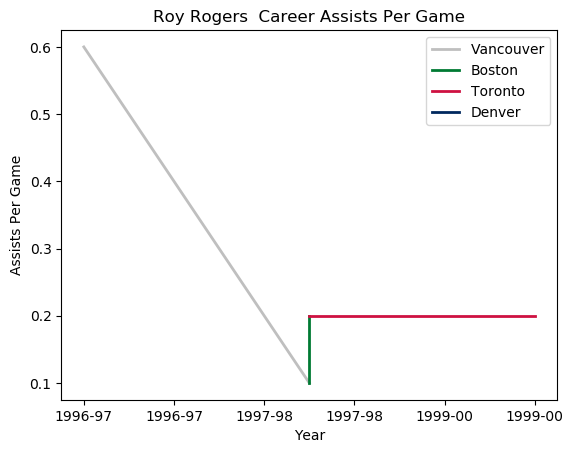 Roy Rogers  Career Assists Per Game
Vancouver
Boston
Toronto
Denver
Assists Per Game
0.6
0.5
0.4
0.3
0.2
0.1
1996-97 1996-97 1997-98 1997-98 1999-00 1999-00
Year